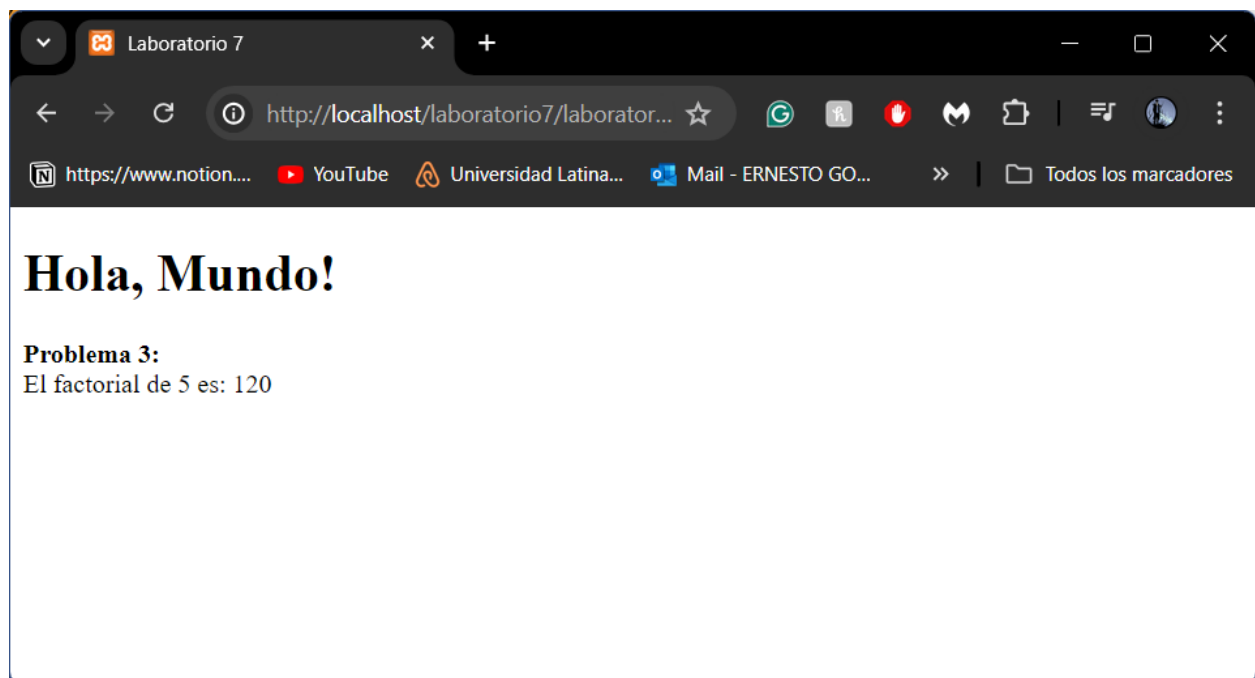 Laboratorio 7
http://localhost/laboratorio7/laborator...
https://www.notion.... YouTube Universidad Latina... Mail - ERNESTO GO... » Todos los marcadores
Hola, Mundo!
Problema 3:
El factorial de 5 es: 120